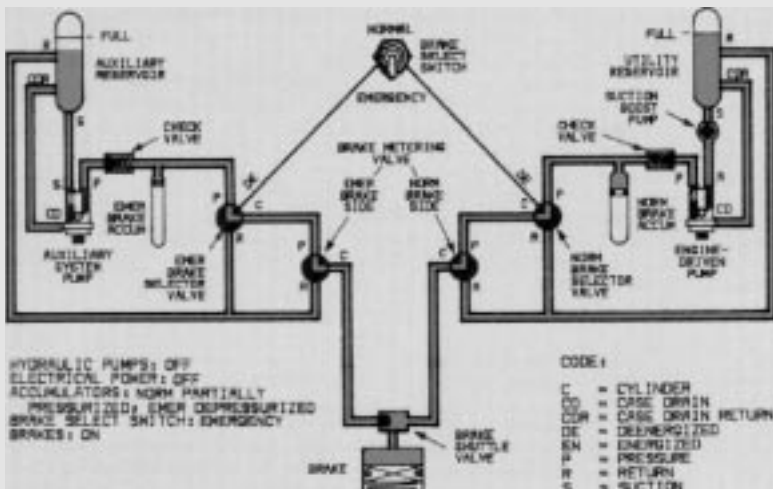 NORMAL
BRAKE
SELECT
SWITCH
EMERGENCY
FULL
AUXILIARY
RESERVOIR
R
CDR
S
CHECK
VALVE
S
P
CD
EMER
BRAKE
ACCUM
AUXILIARY
SYSTEM
PUMP
P
DE
C
R
EMER
BRAKE
SELECTOR
VALVE
BRAKE METERING
VALVE
EMER
BRAKE
SIDE
NORM
BRAKE
SIDE
P
C
R
C
P
R
FULL
UTILITY
RESERVOIR
R
CDR
S
SUCTION
BOOST
PUMP
CHECK
VALVE
P
CD
NORM
BRAKE
ACCUM
ENGINE-
DRIVEN
PUMP
DE
P
C
R
NORM
BRAKE
SELECTOR
VALVE
HYDRAULIC PUMPS: OFF
ELECTRICAL POWER: OFF
ACCUMULATORS: NORM PARTIALLY
PRESSURIZED; EMER DEPRESSURIZED
BRAKE SELECT SWITCH: EMERGENCY
BRAKES: ON
BRAKE
SHUTTLE
VALVE
BRAKE
CODE:
C = CYLINDER
CD = CASE DRAIN
CDR = CASE DRAIN RETURN
DE = DEENERGIZED
EN = ENERGIZED
P = PRESSURE
R = RETURN
S = SUCTION